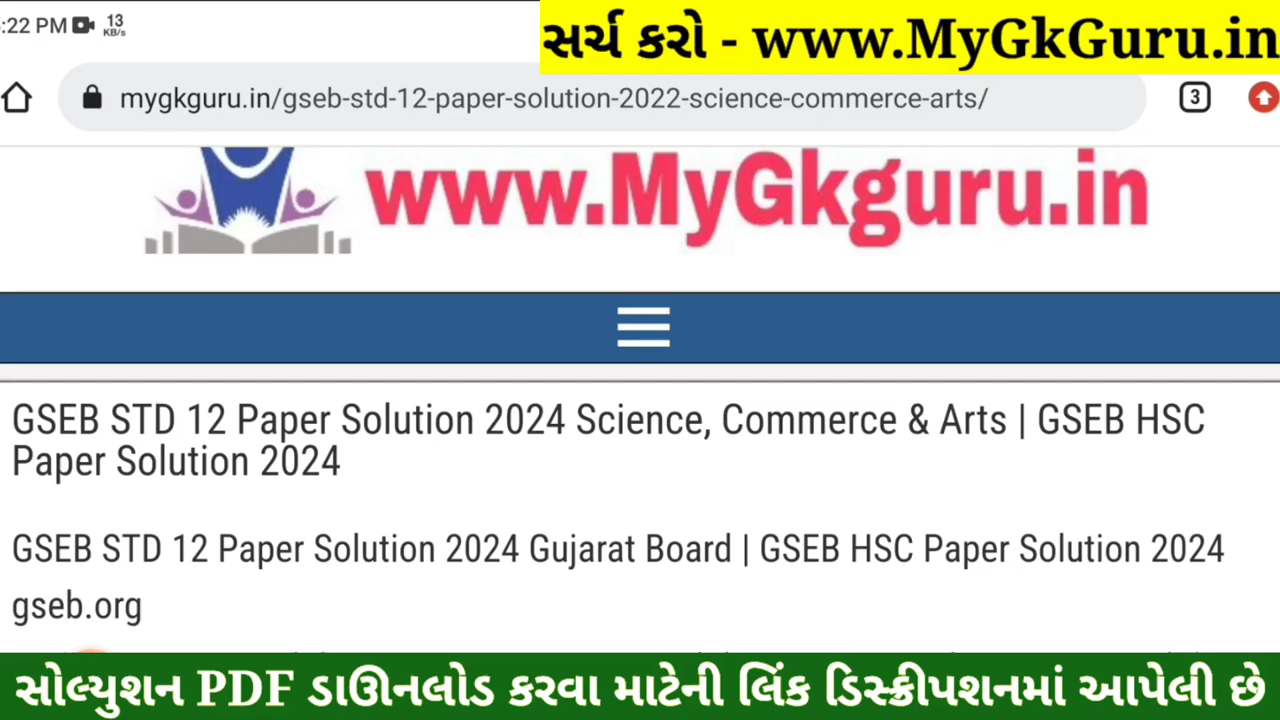 :22 PM 13 KB/s
સર્ચ કરો - www.MyGkGuru.in
mygkguru.in/gseb-std-12-paper-solution-2022-science-commerce-arts/
3
www.MyGkguru.in
GSEB STD 12 Paper Solution 2024 Science, Commerce & Arts | GSEB HSC
Paper Solution 2024
GSEB STD 12 Paper Solution 2024 Gujarat Board | GSEB HSC Paper Solution 2024
gseb.org
સોલ્યુશન PDF ડાઊનલોડ કરવા માટેની લિંક ડિસ્ક્રીપશનમાં આપેલી છે